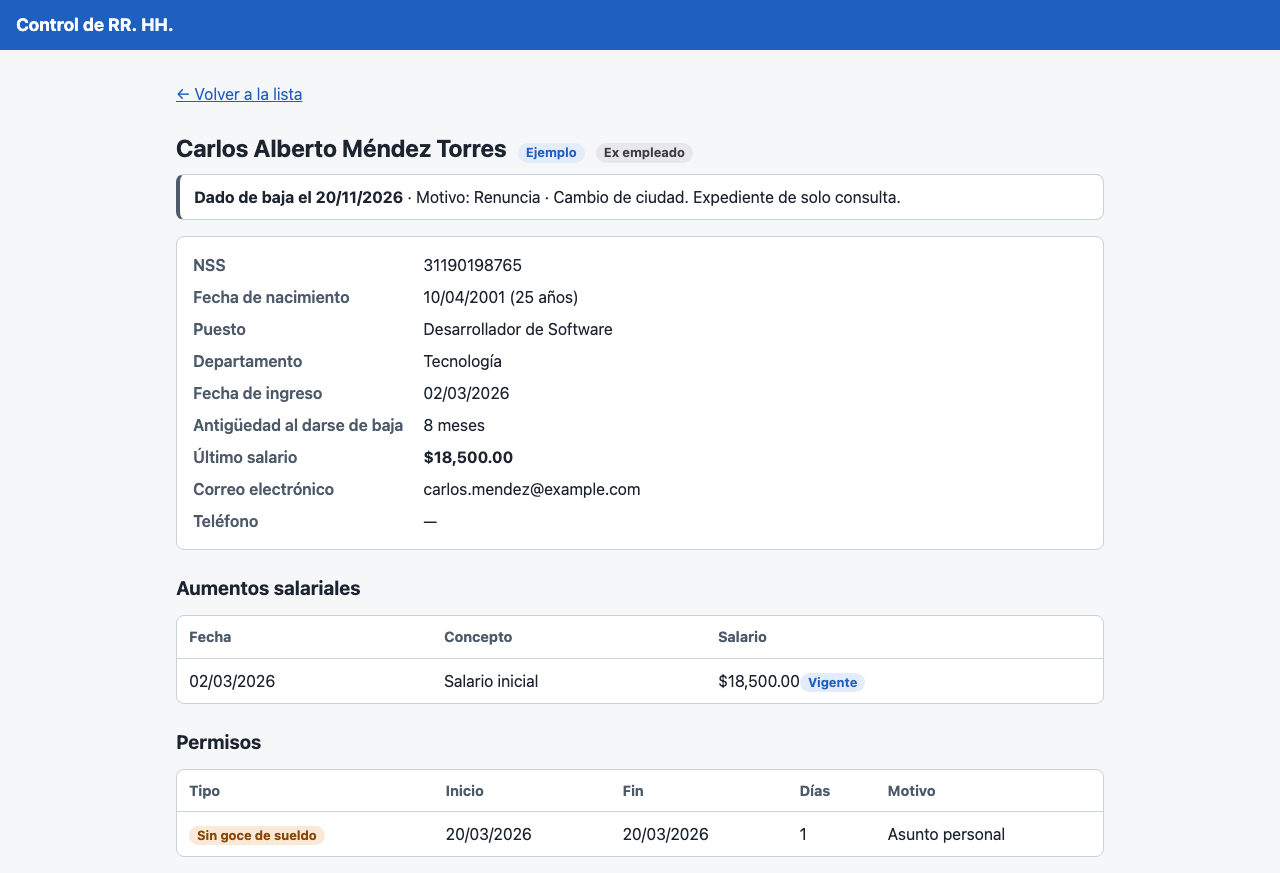 Control de RR. HH.
← Volver a la lista
Carlos Alberto Méndez Torres Ejemplo Ex empleado
Dado de baja el 20/11/2026 · Motivo: Renuncia · Cambio de ciudad. Expediente de solo consulta.
NSS 31190198765
Fecha de nacimiento 10/04/2001 (25 años)
Puesto Desarrollador de Software
Departamento Tecnología
Fecha de ingreso 02/03/2026
Antigüedad al darse de baja 8 meses
Último salario $18,500.00
Correo electrónico carlos.mendez@example.com
Teléfono —
Aumentos salariales
Fecha Concepto Salario
02/03/2026 Salario inicial $18,500.00 Vigente
Permisos
Tipo Inicio Fin Días Motivo
Sin goce de sueldo 20/03/2026 20/03/2026 1 Asunto personal